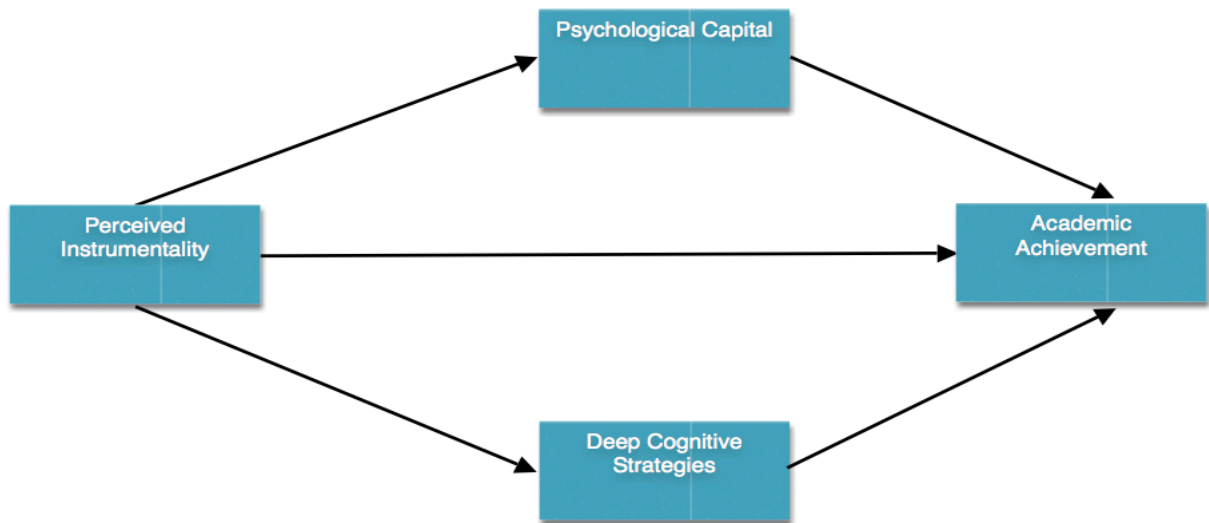 Psychological Capital
Perceived
Instrumentality
Academic
Achievement
Deep Cognitive
Strategies